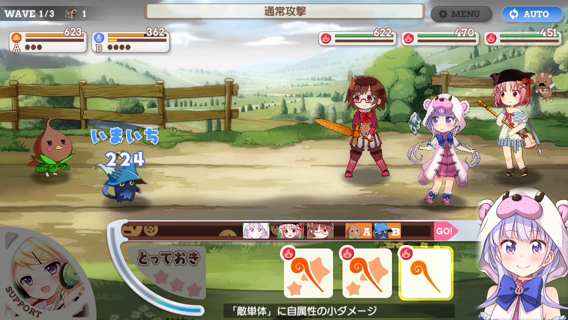 WAVE 1/3 1
通常攻撃
MENU
AUTO
623
362
622
470
451
A
B
いまいち
224
A
B
GO!
とっておき
SUPPORT
「敵単体」に自属性の小ダメージ